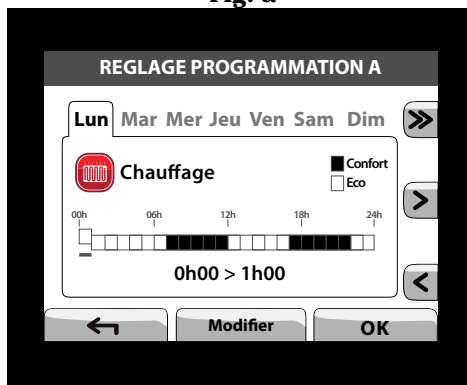 Fig. a
REGLAGE PROGRAMMATION A
Lun Mar Mer Jeu Ven Sam Dim
Chauffage
Confort
Eco
00h 06h 12h 18h 24h
0h00 > 1h00
Modifier OK